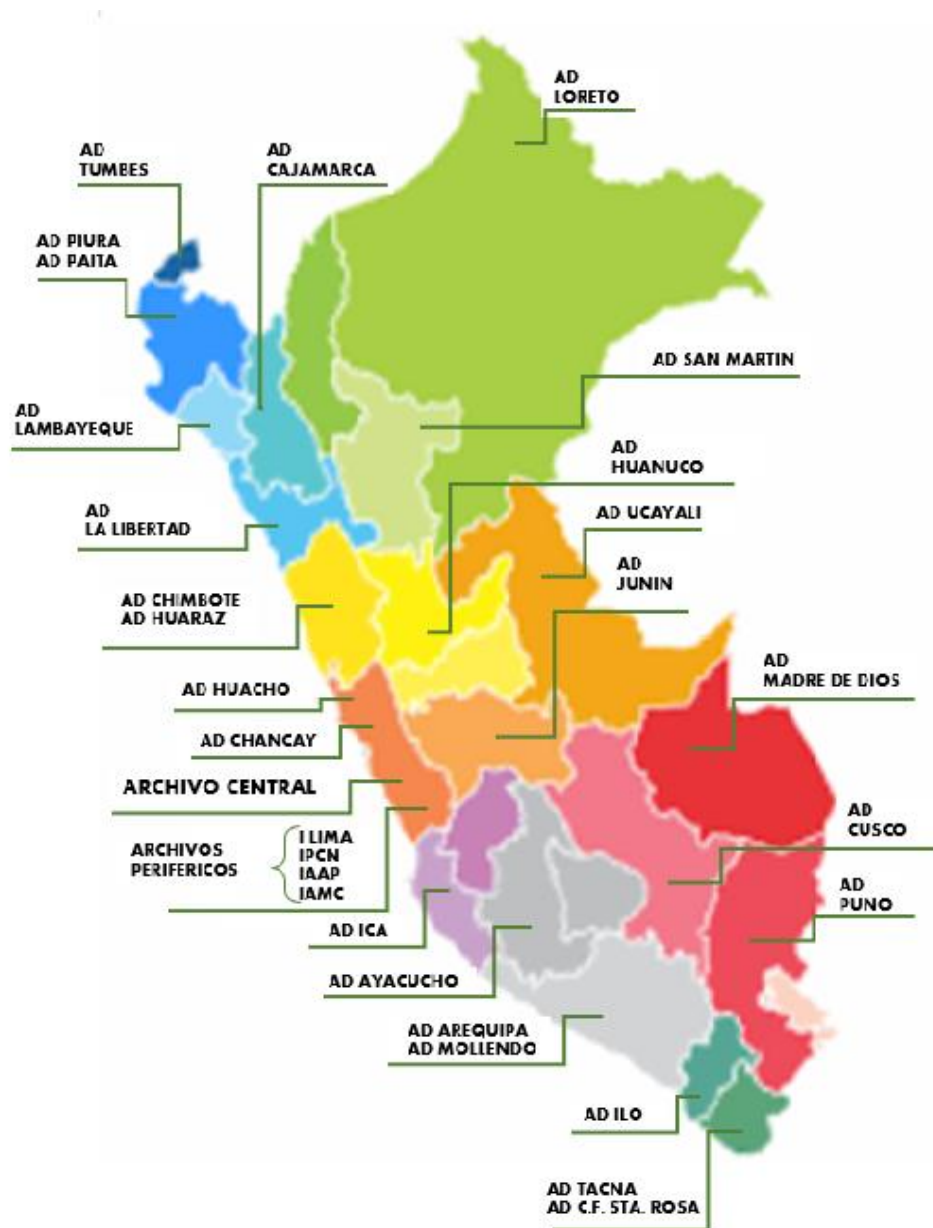 AD
LORETO
AD
TUMBES
AD
CAJAMARCA
AD PIURA
AD PAITA
AD SAN MARTIN
AD
LAMBAYEQUE
AD
HUANUCO
AD
LA LIBERTAD
AD UCAYALI
AD
JUNIN
AD CHIMBOTE
AD HUARAZ
AD
MADRE DE DIOS
AD HUACHO
AD CHANCAY
ARCHIVO CENTRAL
AD
CUSCO
ARCHIVOS
PERIFERICOS
I LIMA
IPCN
IAAP
IAMC
AD
PUNO
AD ICA
AD AYACUCHO
AD AREQUIPA
AD MOLLENDO
AD ILO
AD TACNA
AD C.F. STA. ROSA